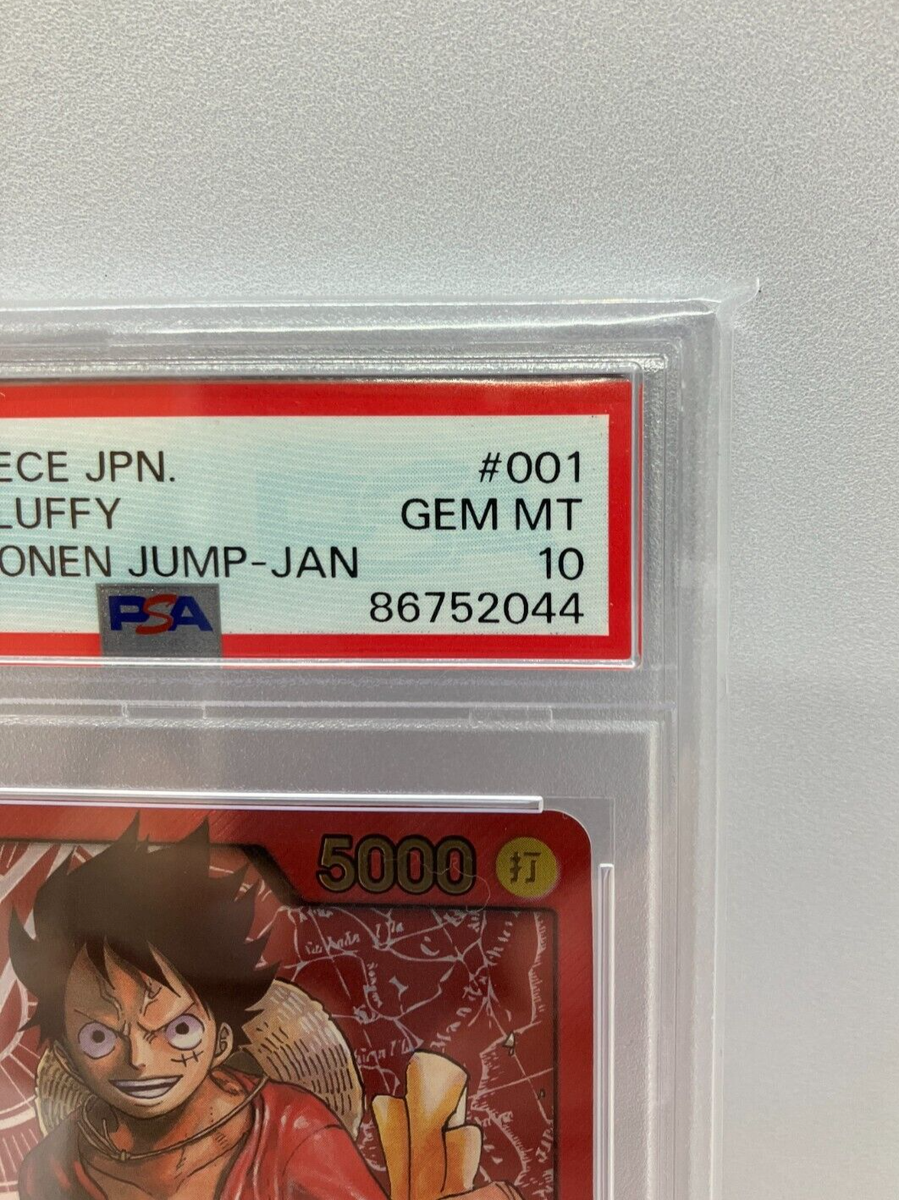 ECE JPN. #001
LUFFY GEM MT
ONEN JUMP-JAN 10
PSA 86752044
5000 打